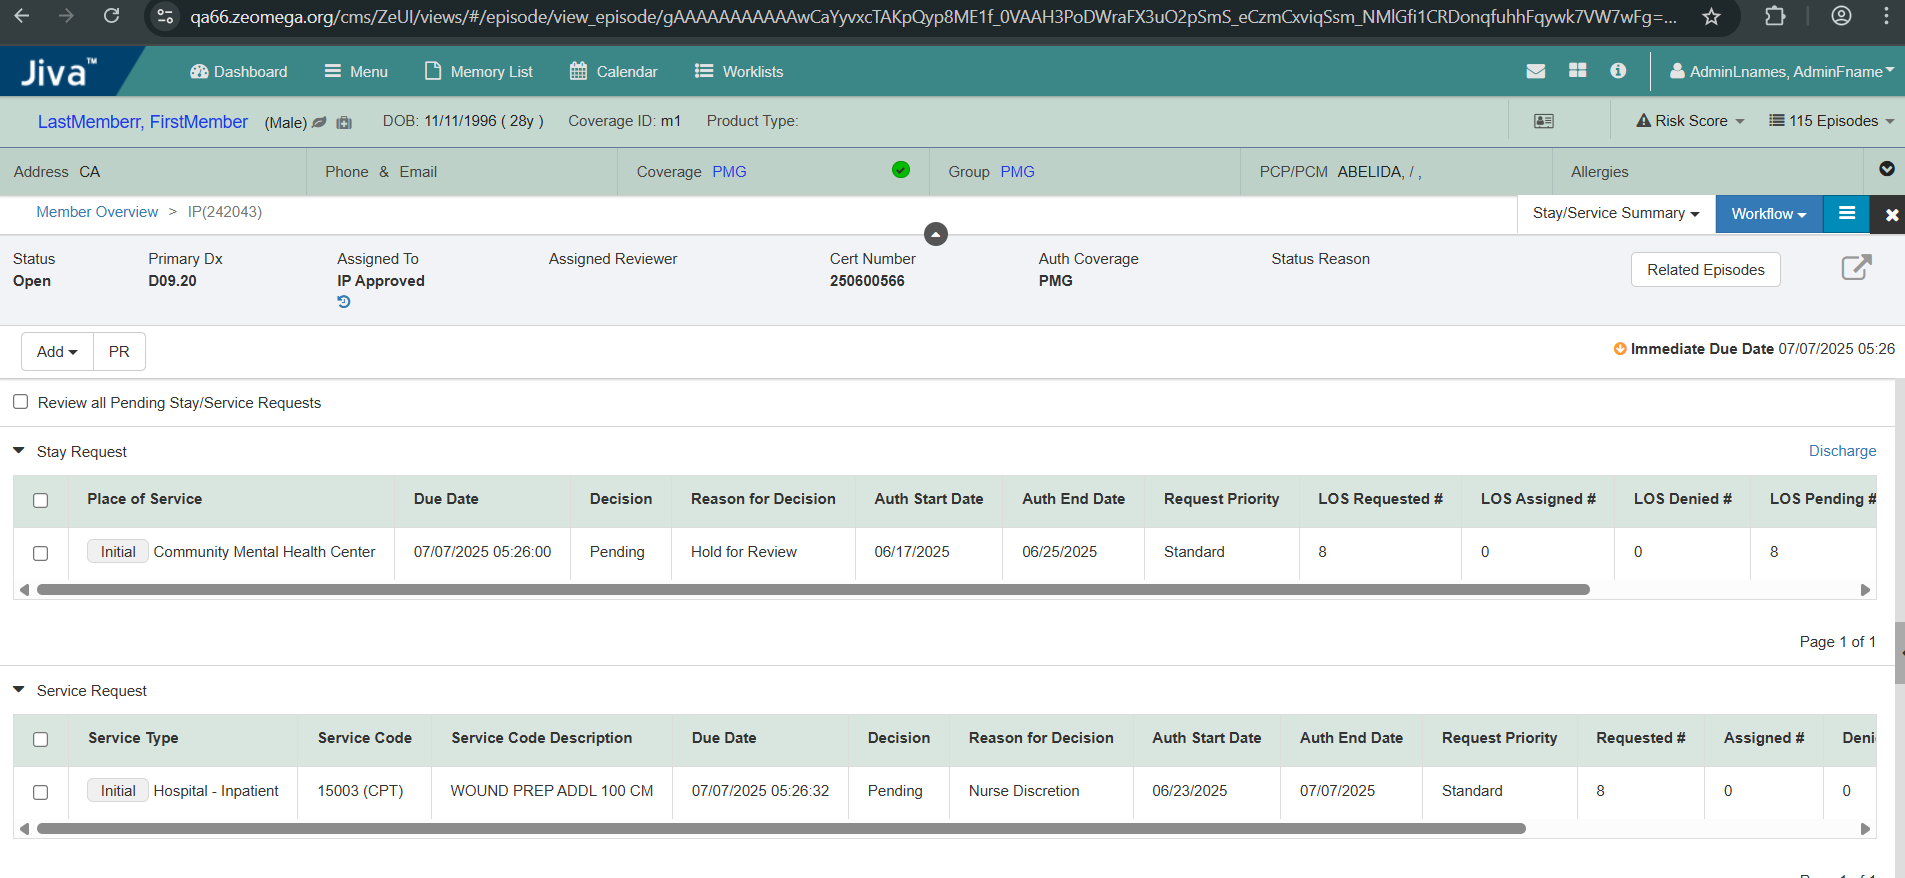 qa66.zeomega.org/cms/ZeUI/views/#/episode/view_episode/gAAAAAAAAAAAwCaYyvxcTAKpQyp8ME1f_0VAAH3PoDWraFX3uO2pSmS_eCzmCxviqSsm_NMlGfi1CRDonqfuhhFqywk7VW7wFg=...
Jiva™ Dashboard Menu Memory List Calendar Worklists AdminLnames, AdminFname
LastMemberr, FirstMember (Male) DOB: 11/11/1996 ( 28y ) Coverage ID: m1 Product Type: Risk Score 115 Episodes
Address CA Phone & Email Coverage PMG Group PMG PCP/PCM ABELIDA, / , Allergies
Member Overview > IP(242043) Stay/Service Summary Workflow
Status Primary Dx Assigned To Assigned Reviewer Cert Number Auth Coverage Status Reason
Open D09.20 IP Approved 250600566 PMG Related Episodes
Add PR Immediate Due Date 07/07/2025 05:26
Review all Pending Stay/Service Requests
Stay Request Discharge
Place of Service Due Date Decision Reason for Decision Auth Start Date Auth End Date Request Priority LOS Requested # LOS Assigned # LOS Denied # LOS Pending #
Initial Community Mental Health Center 07/07/2025 05:26:00 Pending Hold for Review 06/17/2025 06/25/2025 Standard 8 0 0 8
Page 1 of 1
Service Request
Service Type Service Code Service Code Description Due Date Decision Reason for Decision Auth Start Date Auth End Date Request Priority Requested # Assigned # Deni
Initial Hospital - Inpatient 15003 (CPT) WOUND PREP ADDL 100 CM 07/07/2025 05:26:32 Pending Nurse Discretion 06/23/2025 07/07/2025 Standard 8 0 0